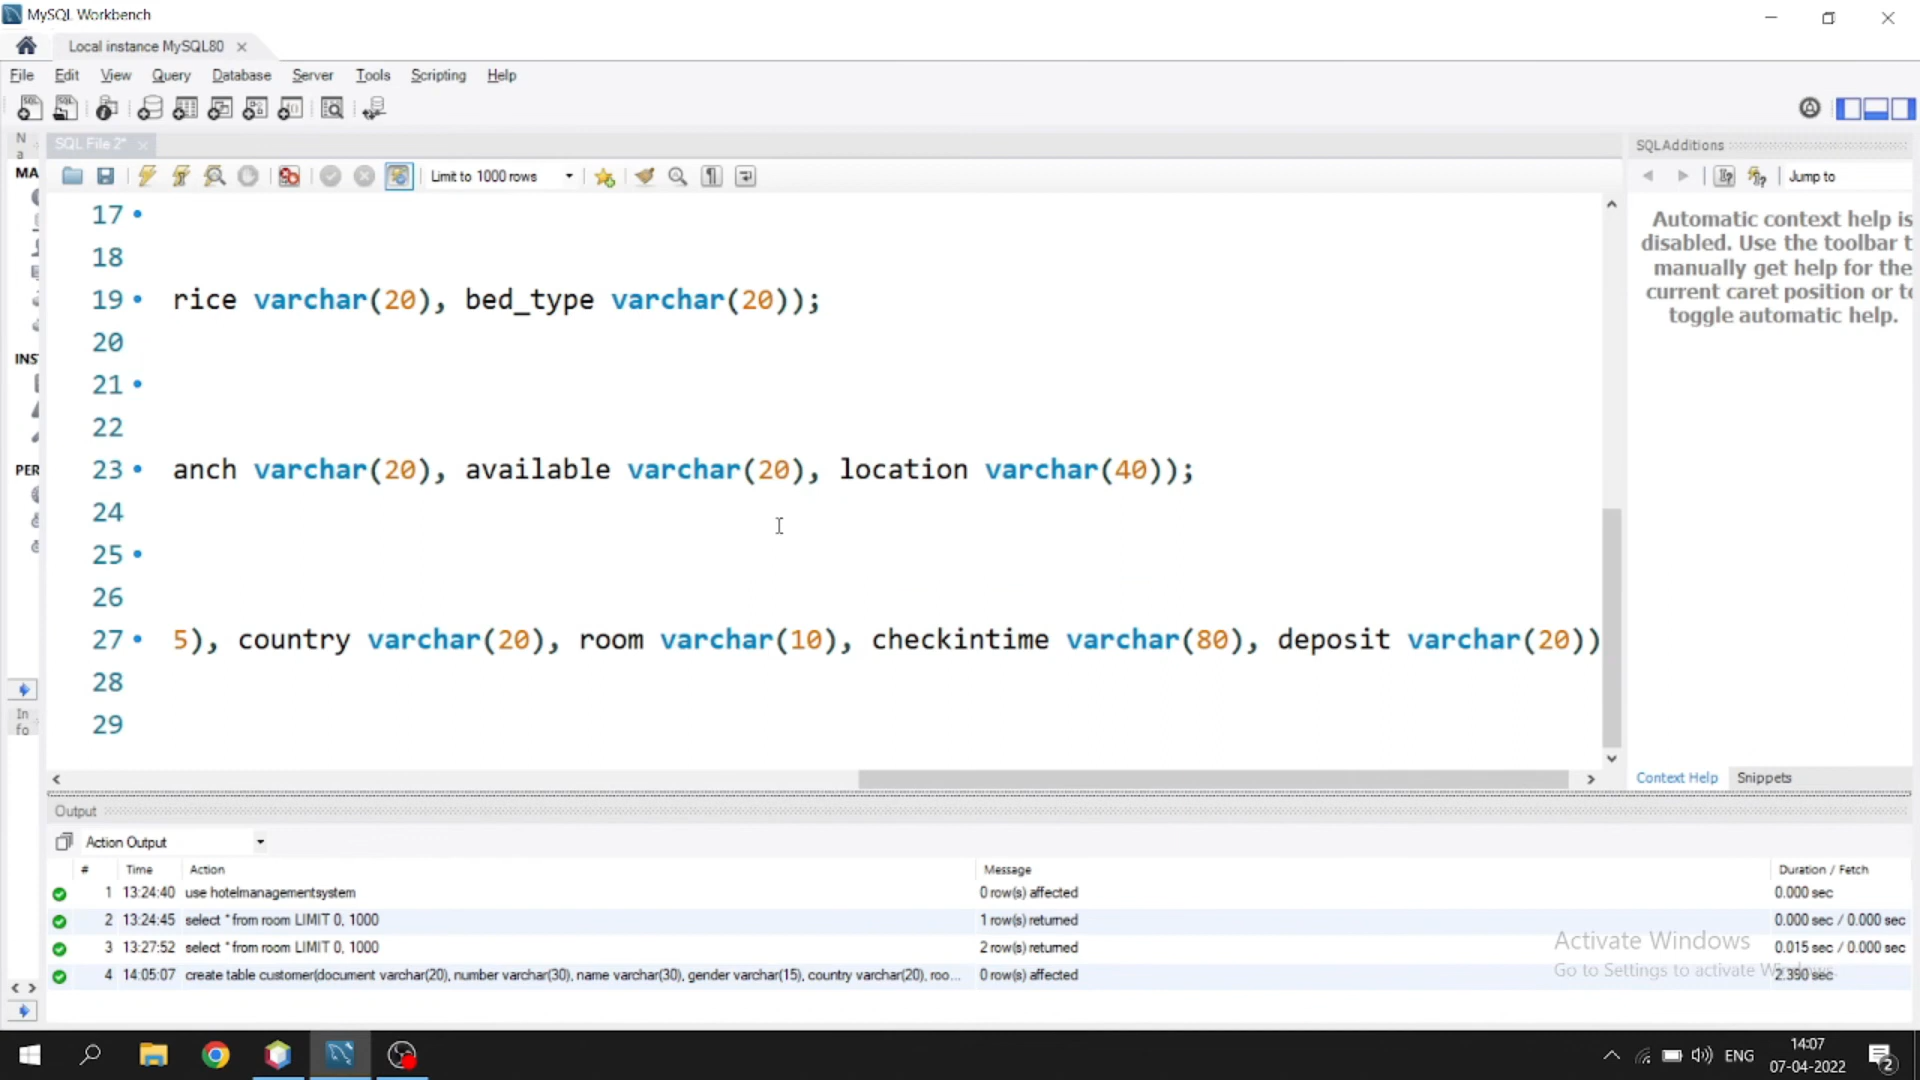 MySQL Workbench
Local instance MySQL80
File Edit View Query Database Server Tools Scripting Help
N
a
SQL File 2*
SQLAdditions
MA
Limit to 1000 rows
Jump to
17
18
19 rice varchar(20), bed_type varchar(20));
20
21
22
23 anch varchar(20), available varchar(20), location varchar(40));
24
25
26
27 5), country varchar(20), room varchar(10), checkintime varchar(80), deposit varchar(20))
28
29
Automatic context help is
disabled. Use the toolbar t
manually get help for the
current caret position or to
toggle automatic help.
INS
PER
In
fo
Context Help Snippets
Output
Action Output
# Time Action Message Duration / Fetch
1 13:24:40 use hotelmanagementsystem 0 row(s) affected 0.000 sec
2 13:24:45 select * from room LIMIT 0, 1000 1 row(s) returned 0.000 sec / 0.000 sec
3 13:27:52 select * from room LIMIT 0, 1000 2 row(s) returned 0.015 sec / 0.000 sec
4 14:05:07 create table customer(document varchar(20), number varchar(30), name varchar(30), gender varchar(15), country varchar(20), roo... 0 row(s) affected 2.390 sec
Activate Windows
Go to Settings to activate
ENG
14:07
07-04-2022
2